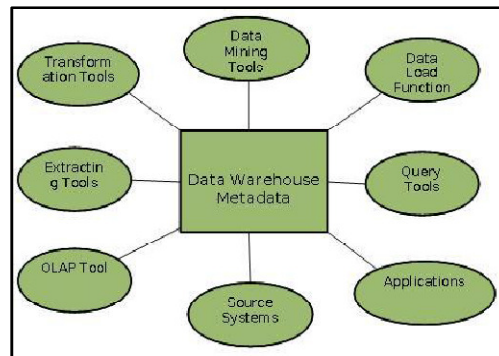 Data
Mining
Tools
Transform
ation Tools
Data
Load
Function
Extractin
g Tools
Data Warehouse
Metadata
Query
Tools
OLAP Tool
Source
Systems
Applications